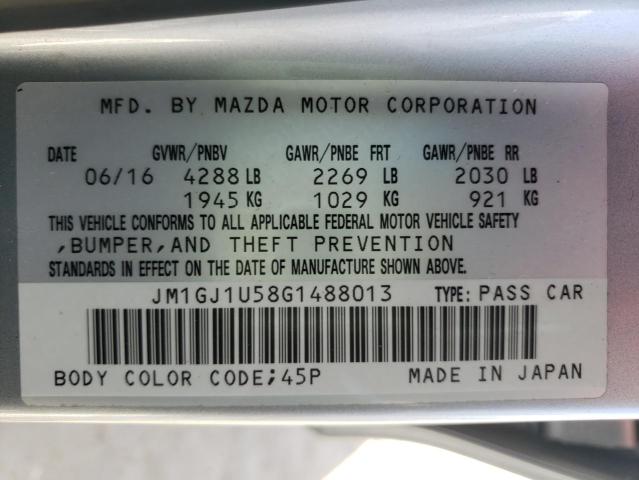 MFD. BY MAZDA MOTOR CORPORATION
DATE GVWR/PNBV GAWR/PNBE FRT GAWR/PNBE RR
06/16 4288 LB 2269 LB 2030 LB
1945 KG 1029 KG 921 KG
THIS VEHICLE CONFORMS TO ALL APPLICABLE FEDERAL MOTOR VEHICLE SAFETY
,BUMPER,AND THEFT PREVENTION
STANDARDS IN EFFECT ON THE DATE OF MANUFACTURE SHOWN ABOVE.
JM1GJ1U58G1488013 TYPE: PASS CAR
BODY COLOR CODE;45P MADE IN JAPAN